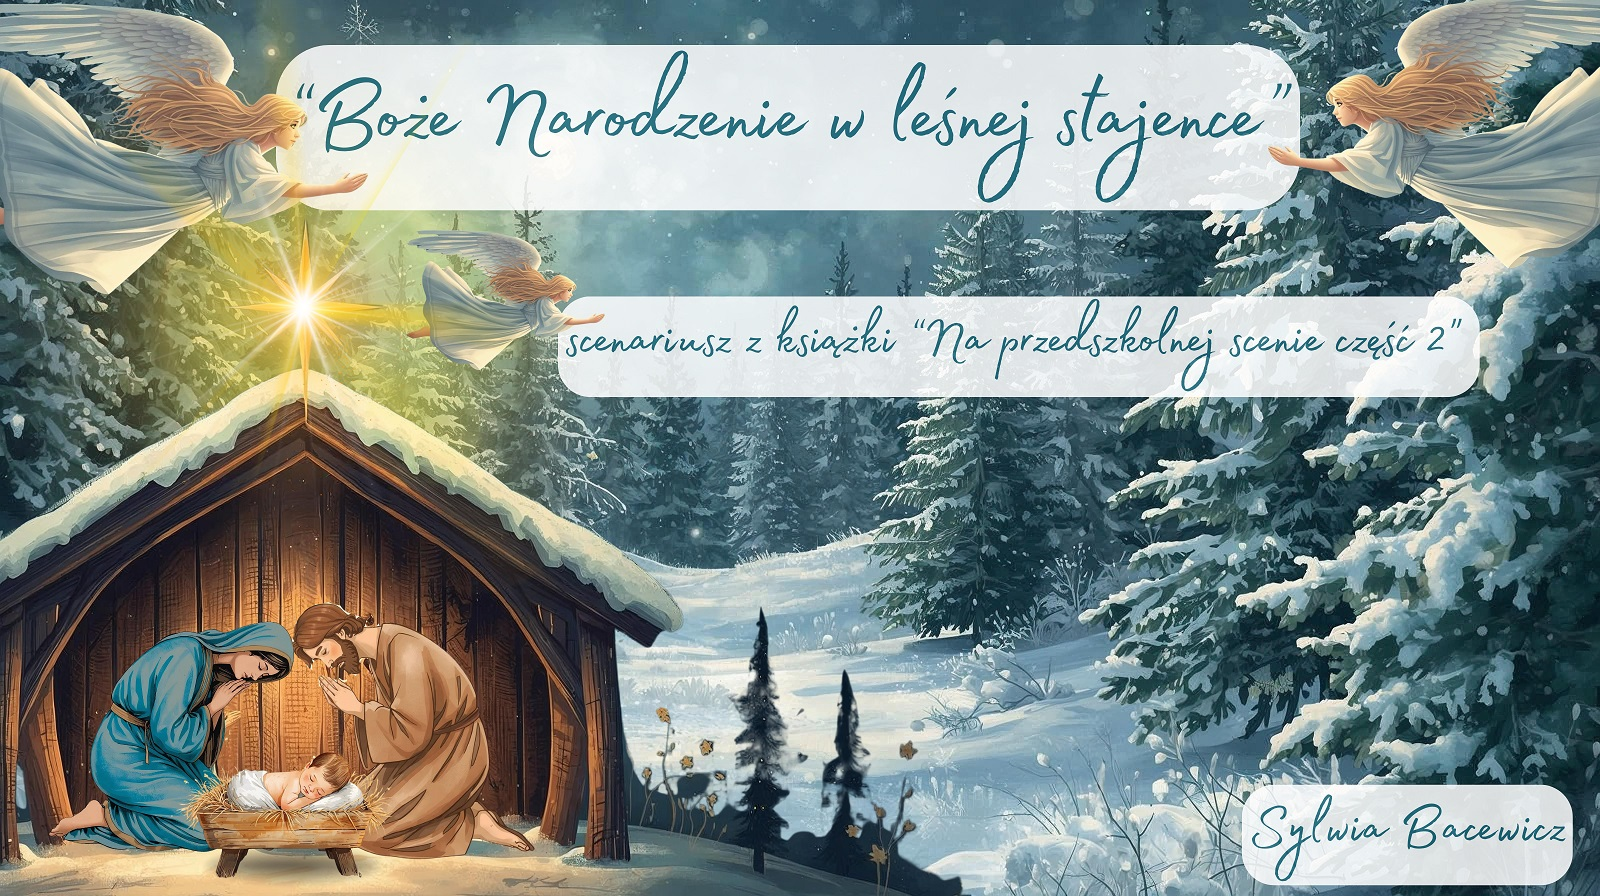 “Boże Narodzenie w leśnej stajence”
scenariusz z książki “Na przedszkolnej scenie część 2”
Sylwia Bacewicz